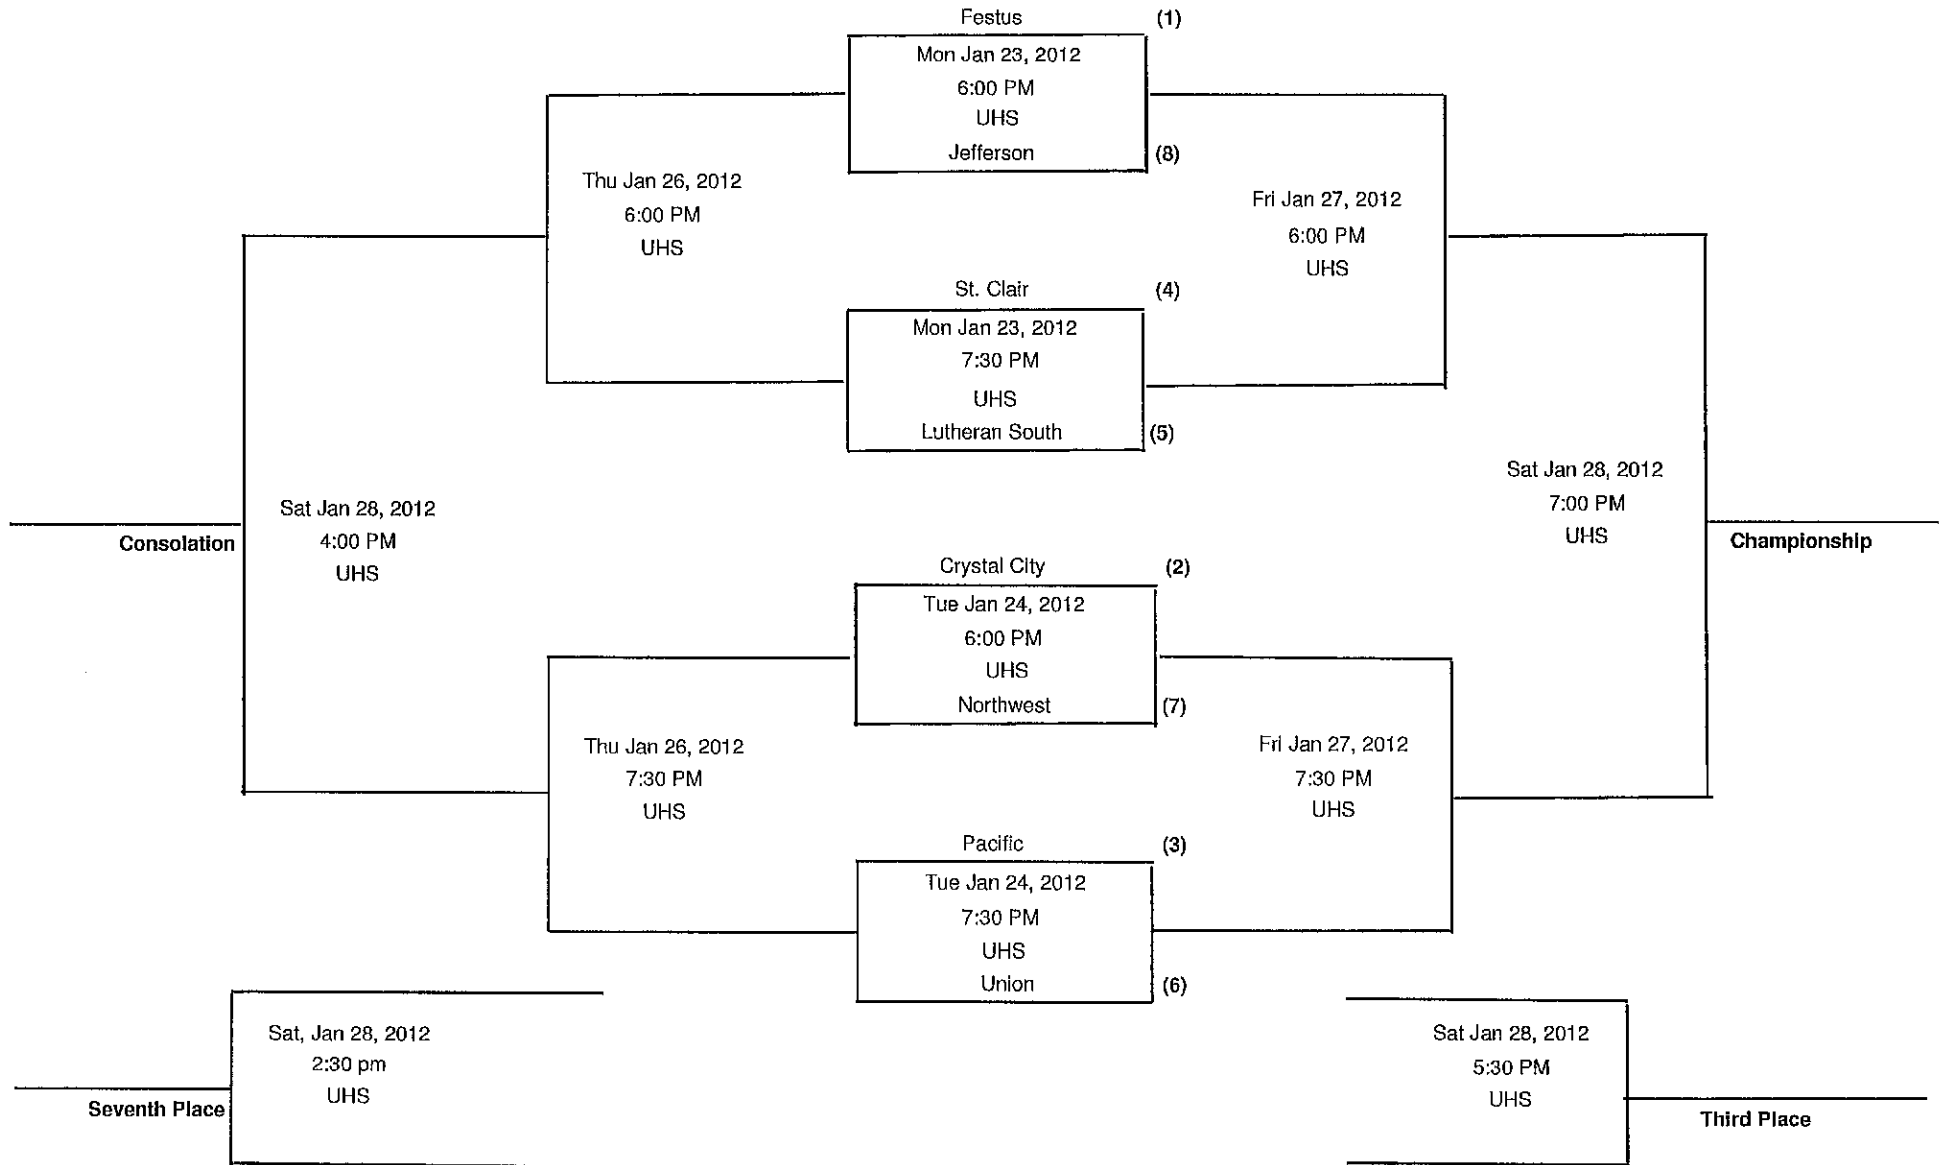 Festus (1)
Mon Jan 23, 2012
6:00 PM
UHS
Jefferson (8)
Thu Jan 26, 2012
6:00 PM
UHS
Fri Jan 27, 2012
6:00 PM
UHS
St. Clair (4)
Mon Jan 23, 2012
7:30 PM
UHS
Lutheran South (5)
Sat Jan 28, 2012
4:00 PM
UHS
Consolation
Sat Jan 28, 2012
7:00 PM
UHS
Championship
Crystal City (2)
Tue Jan 24, 2012
6:00 PM
UHS
Northwest (7)
Thu Jan 26, 2012
7:30 PM
UHS
Fri Jan 27, 2012
7:30 PM
UHS
Pacific (3)
Tue Jan 24, 2012
7:30 PM
UHS
Union (6)
Sat, Jan 28, 2012
2:30 pm
UHS
Seventh Place
Sat Jan 28, 2012
5:30 PM
UHS
Third Place